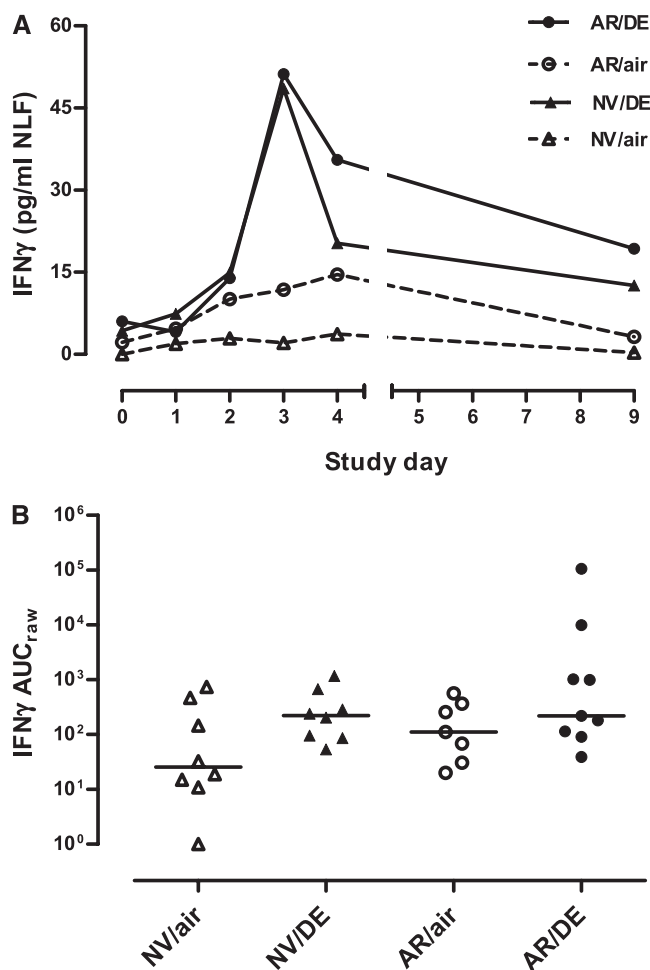 A
60
45
30
15
0
IFNγ (pg/ml NLF)
AR/DE
AR/air
NV/DE
NV/air
0 1 2 3 4 5 6 7 8 9
Study day
B
10⁶
10⁵
10⁴
10³
10²
10¹
10⁰
IFNγ AUCraw
NV/air NV/DE AR/air AR/DE